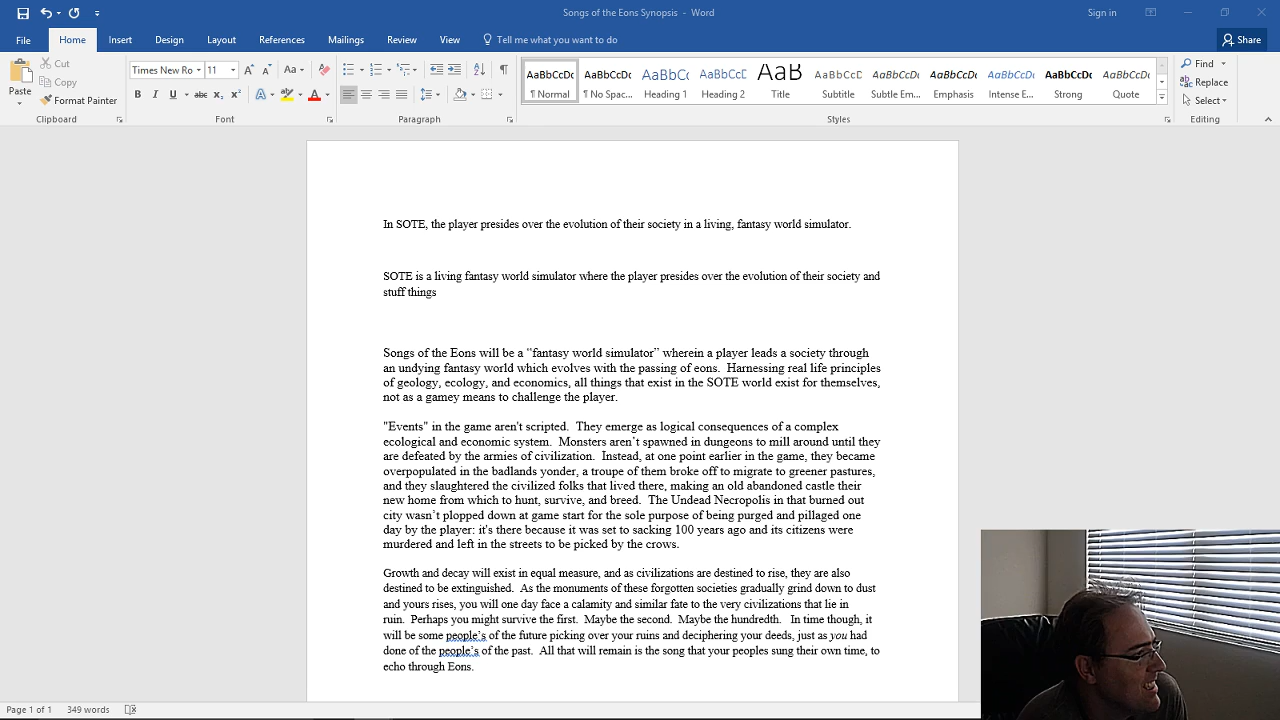 Songs of the Eons Synopsis - Word
Sign in
File Home Insert Design Layout References Mailings Review View Tell me what you want to do
Share
Paste
Cut
Copy
Format Painter
Clipboard
Times New Ro 11
Aa
B I U abc x₂ x²
A A
Font
Paragraph
AaBbCcDc AaBbCcDc AaBbCc AaBbCcD AaB AaBbCcD AaBbCcDc AaBbCcDc AaBbCcDc AaBbCcDc AaBbCcDc
¶ Normal ¶ No Spac... Heading 1 Heading 2 Title Subtitle Subtle Em... Emphasis Intense E... Strong Quote
Styles
Find
Replace
Select
Editing
In SOTE, the player presides over the evolution of their society in a living, fantasy world simulator.
SOTE is a living fantasy world simulator where the player presides over the evolution of their society and
stuff things
Songs of the Eons will be a “fantasy world simulator” wherein a player leads a society through
an undying fantasy world which evolves with the passing of eons.  Harnessing real life principles
of geology, ecology, and economics, all things that exist in the SOTE world exist for themselves,
not as a gamey means to challenge the player.
"Events" in the game aren't scripted.  They emerge as logical consequences of a complex
ecological and economic system.  Monsters aren’t spawned in dungeons to mill around until they
are defeated by the armies of civilization.  Instead, at one point earlier in the game, they became
overpopulated in the badlands yonder, a troupe of them broke off to migrate to greener pastures,
and they slaughtered the civilized folks that lived there, making an old abandoned castle their
new home from which to hunt, survive, and breed.  The Undead Necropolis in that burned out
city wasn’t plopped down at game start for the sole purpose of being purged and pillaged one
day by the player: it's there because it was set to sacking 100 years ago and its citizens were
murdered and left in the streets to be picked by the crows.
Growth and decay will exist in equal measure, and as civilizations are destined to rise, they are also
destined to be extinguished.  As the monuments of these forgotten societies gradually grind down to dust
and yours rises, you will one day face a calamity and similar fate to the very civilizations that lie in
ruin.  Perhaps you might survive the first.  Maybe the second.  Maybe the hundredth.   In time though, it
will be some people’s of the future picking over your ruins and deciphering your deeds, just as you had
done of the people’s of the past.  All that will remain is the song that your peoples sung their own time, to
echo through Eons.
Page 1 of 1 349 words